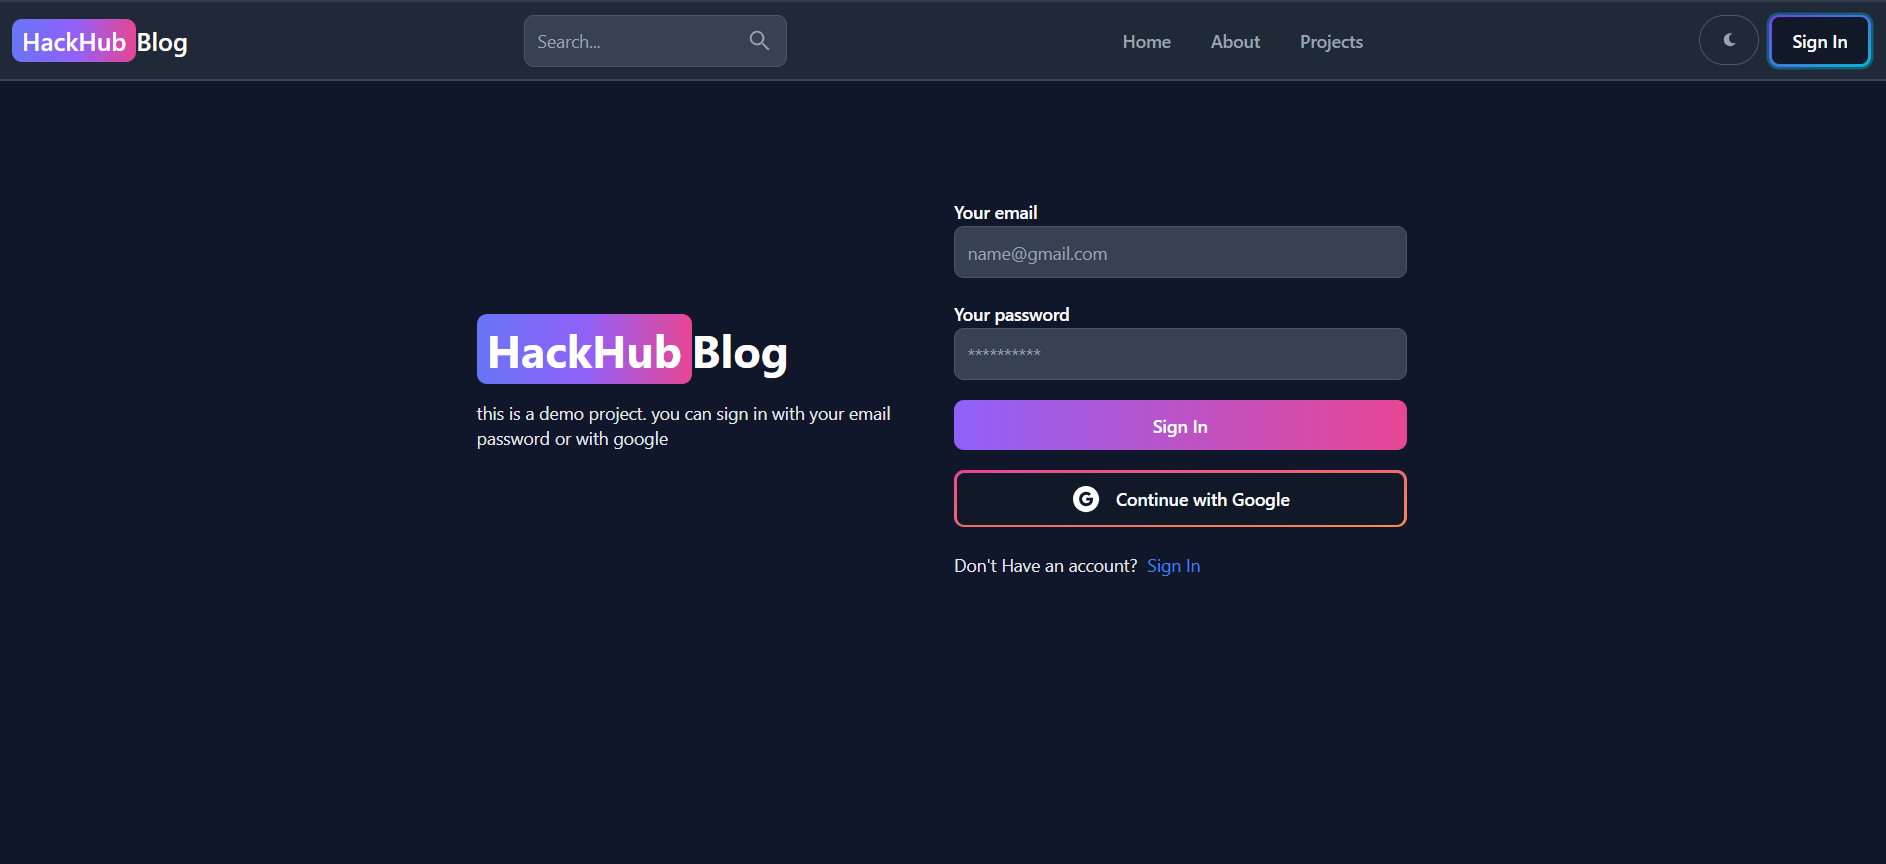 HackHub Blog
Search...
Home
About
Projects
Sign In
HackHub Blog
this is a demo project. you can sign in with your email
password or with google
Your email
name@gmail.com
Your password
**********
Sign In
Continue with Google
Don't Have an account? Sign In